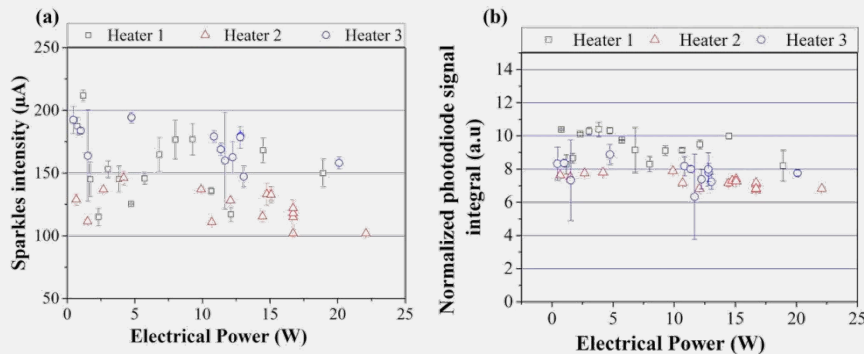 (a)
Heater 1 Heater 2 Heater 3
250
200
150
100
50
0 5 10 15 20 25
Sparkles intensity (µA)
Electrical Power (W)
(b)
Heater 1 Heater 2 Heater 3
14
12
10
8
6
4
2
0
0 5 10 15 20 25
Normalized photodiode signal
integral (a.u)
Electrical Power (W)